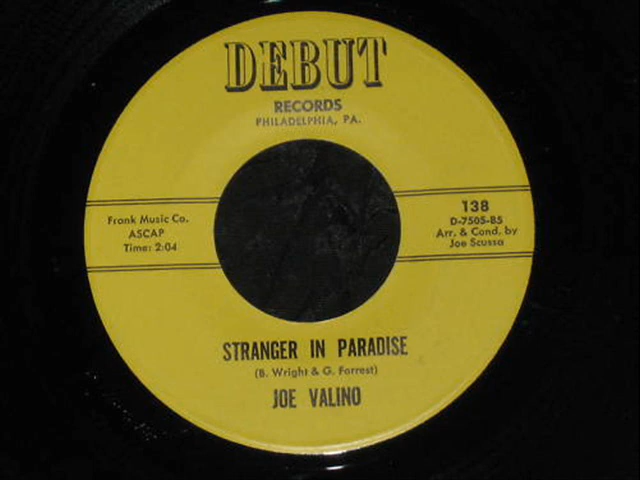 DEBUT
RECORDS
PHILADELPHIA, PA.
Frank Music Co.
ASCAP
Time: 2:04
138
D-7505-B5
Arr. & Cond. by
Joe Scussa
STRANGER IN PARADISE
(B. Wright & G. Forrest)
JOE VALINO